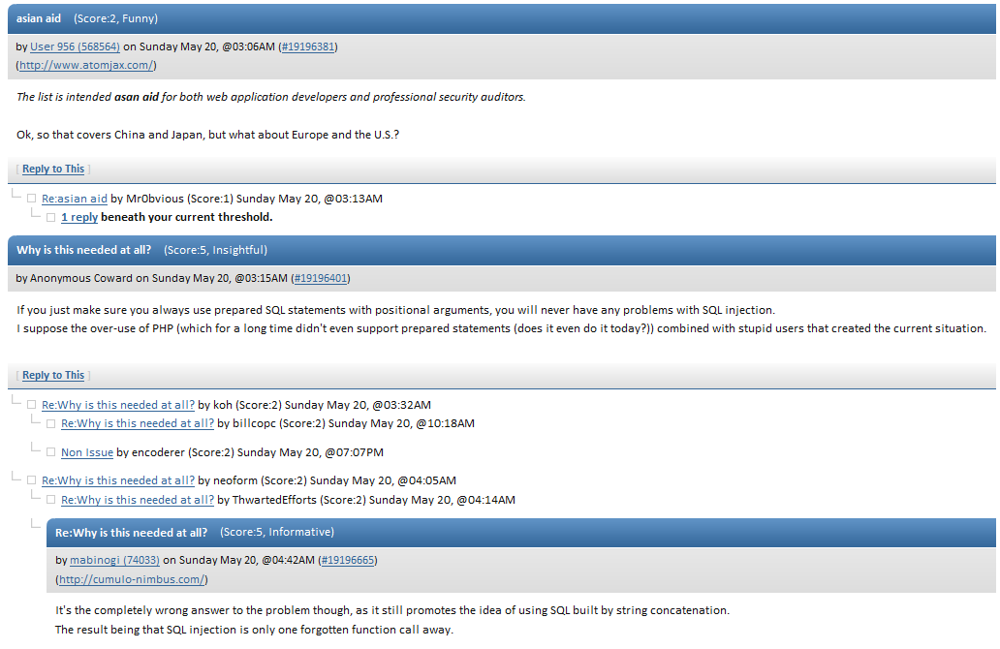 asian aid (Score:2, Funny)
by User 956 (568564) on Sunday May 20, @03:06AM (#19196381)
(http://www.atomjax.com/)
The list is intended asan aid for both web application developers and professional security auditors.
Ok, so that covers China and Japan, but what about Europe and the U.S.?
[ Reply to This ]
Re:asian aid by Mr0bvious (Score:1) Sunday May 20, @03:13AM
1 reply beneath your current threshold.
Why is this needed at all? (Score:5, Insightful)
by Anonymous Coward on Sunday May 20, @03:15AM (#19196401)
If you just make sure you always use prepared SQL statements with positional arguments, you will never have any problems with SQL injection.
I suppose the over-use of PHP (which for a long time didn't even support prepared statements (does it even do it today?)) combined with stupid users that created the current situation.
[ Reply to This ]
Re:Why is this needed at all? by koh (Score:2) Sunday May 20, @03:32AM
Re:Why is this needed at all? by billcopc (Score:2) Sunday May 20, @10:18AM
Non Issue by encoderer (Score:2) Sunday May 20, @07:07PM
Re:Why is this needed at all? by neoform (Score:2) Sunday May 20, @04:05AM
Re:Why is this needed at all? by ThwartedEfforts (Score:2) Sunday May 20, @04:14AM
Re:Why is this needed at all? (Score:5, Informative)
by mabinogi (74033) on Sunday May 20, @04:42AM (#19196665)
(http://cumulo-nimbus.com/)
It's the completely wrong answer to the problem though, as it still promotes the idea of using SQL built by string concatenation.
The result being that SQL injection is only one forgotten function call away.